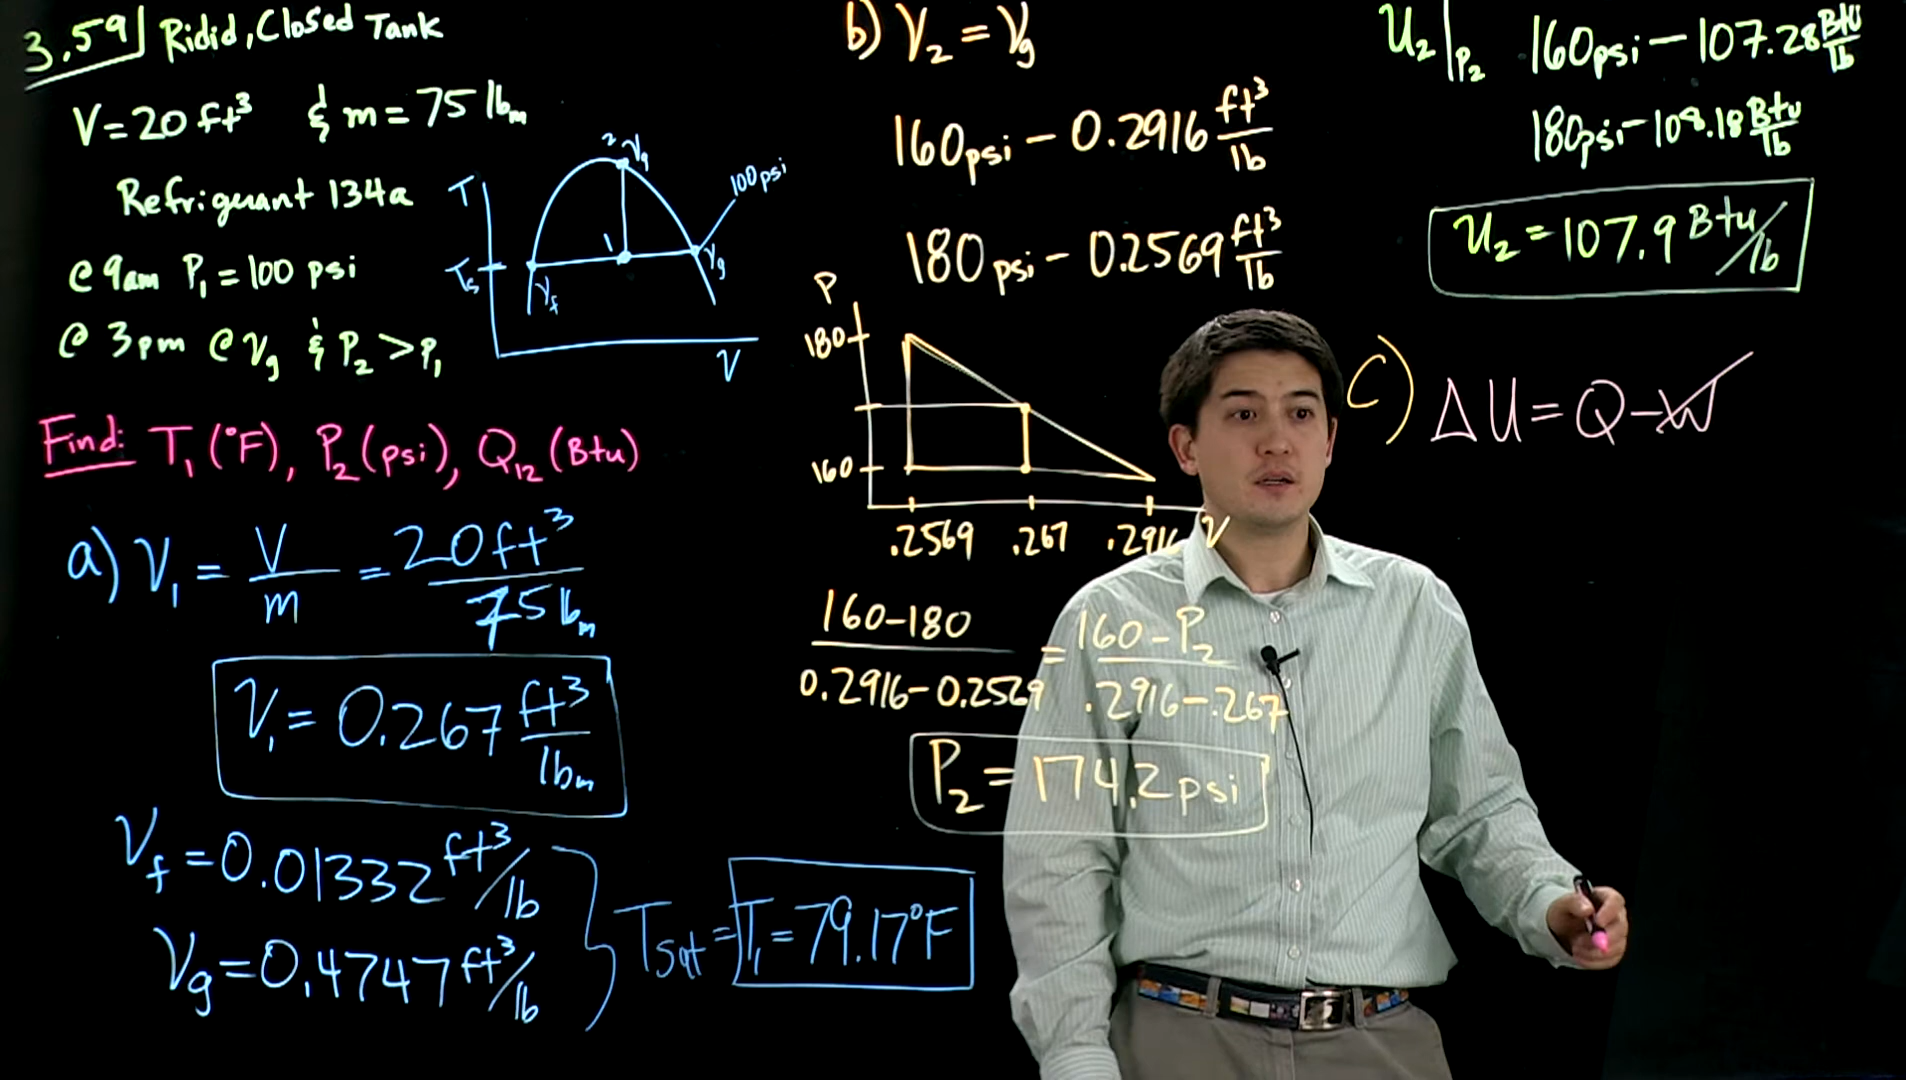 3.59 Ridid, Closed Tank
V=20 ft³ & m=75 lbₘ
Refriguant 134a
@ 9am P₁=100 psi
@ 3pm @ Vg & P₂>P₁
Find: T₁(°F), P₂(psi), Q₁₂(Btu)
T
Ts
2 Vg
1
Vf
Vg
100psi
V
a) V₁ = V/m = 20ft³/75lbₘ
V₁=0.267 ft³/lbₘ
Vf=0.01332 ft³/lb
Vg=0.4747 ft³/lb
Tsat=T₁=79.17°F
b) V₂=Vg
160psi-0.2916 ft³/lb
180psi-0.2569 ft³/lb
P
180
160
.2569 .267 .2916 V
160-180/0.2916-0.2569 = 160-P₂/.2916-.267
P₂=174.2psi
U₂|P₂ 160psi-107.28 Btu/lb
180psi-108.18 Btu/lb
U₂=107.9 Btu/lb
c) ΔU=Q-W